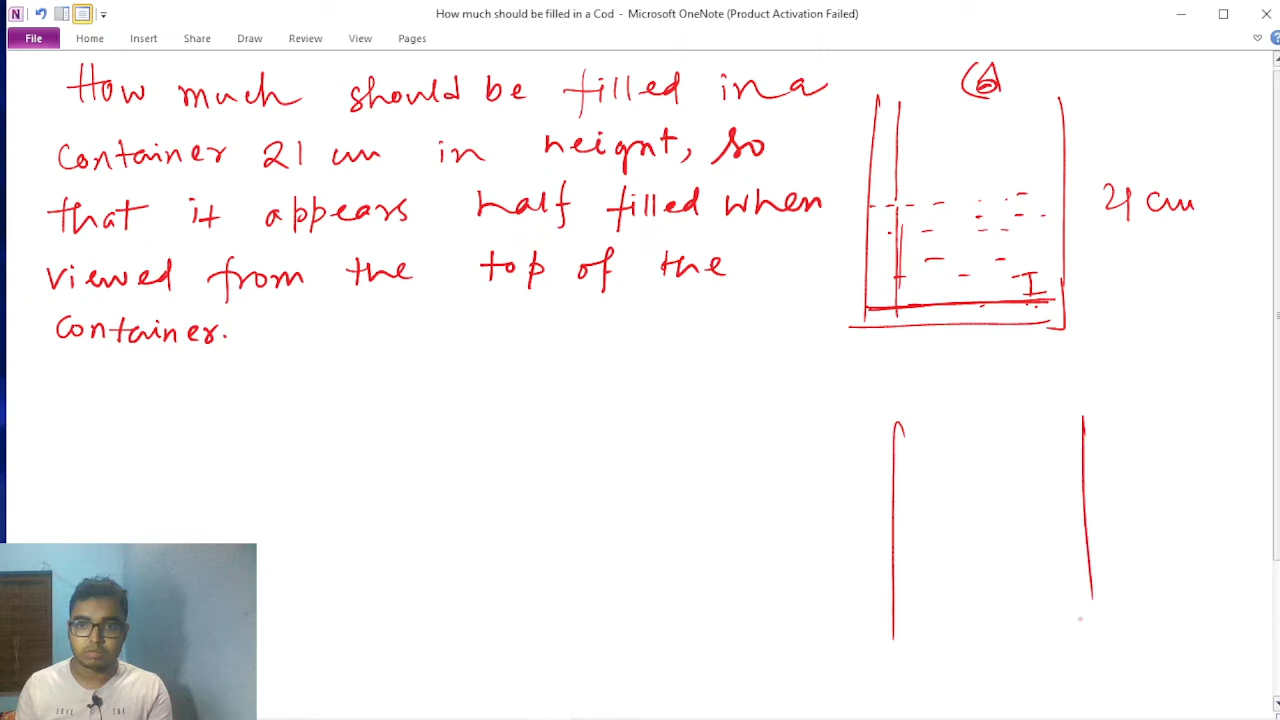 How much should be filled in a Cod - Microsoft OneNote (Product Activation Failed)
File Home Insert Share Draw Review View Pages
How much should be filled in a
container 21 cm in height, so
that it appears half filled when
viewed from the top of the
container.
21 cm
I